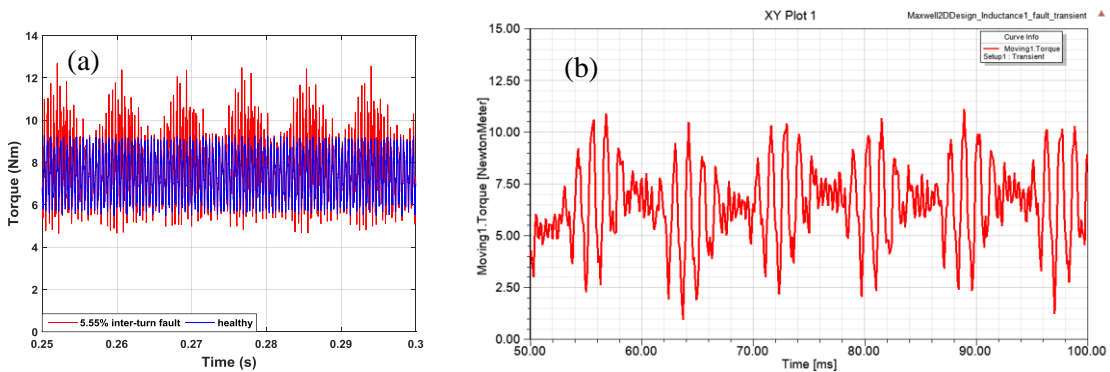 (a)
Torque (Nm)
14
12
10
8
6
4
2
0
5.55% inter-turn fault healthy
0.25 0.26 0.27 0.28 0.29 0.3
Time (s)
XY Plot 1
Maxwell2DDesign_Inductance1_fault_transient
Curve Info
Moving1.Torque
Setup1 : Transient
(b)
Moving1.Torque [NewtonMeter]
15.00
12.50
10.00
7.50
5.00
2.50
0.00
50.00 60.00 70.00 80.00 90.00 100.00
Time [ms]